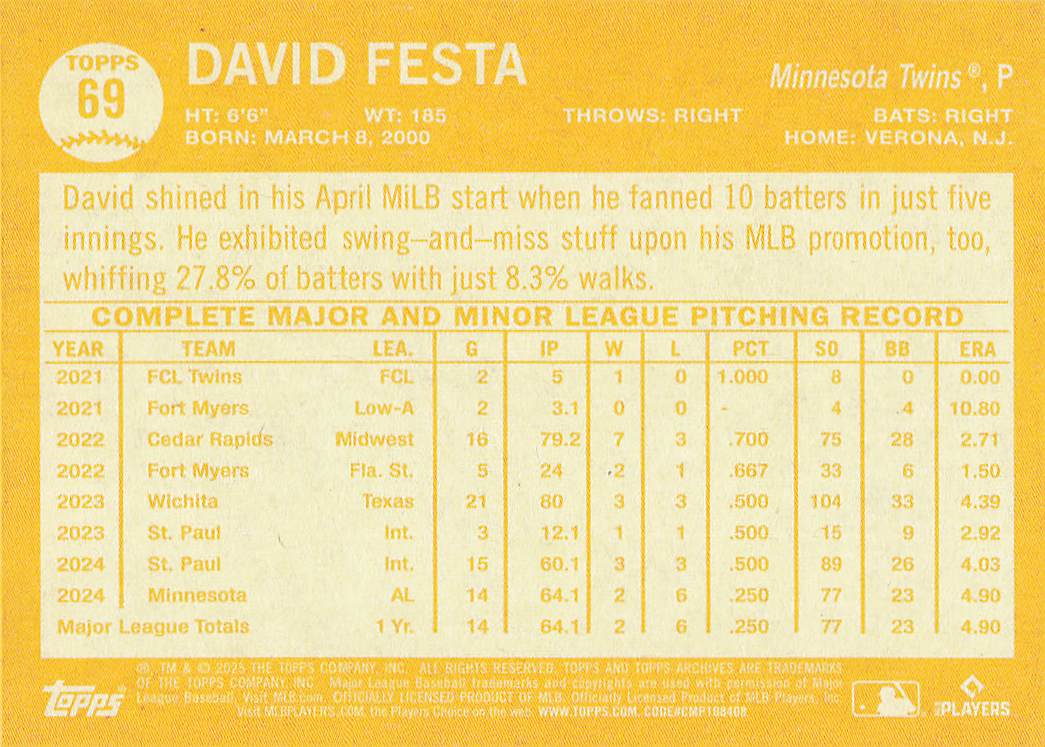 TOPPS
69
DAVID FESTA
Minnesota Twins®, P
HT: 6'6" WT: 185 THROWS: RIGHT BATS: RIGHT
BORN: MARCH 8, 2000 HOME: VERONA, N.J.
David shined in his April MiLB start when he fanned 10 batters in just five
innings. He exhibited swing–and–miss stuff upon his MLB promotion, too,
whiffing 27.8% of batters with just 8.3% walks.
COMPLETE MAJOR AND MINOR LEAGUE PITCHING RECORD
YEAR TEAM LEA. G IP W L PCT SO BB ERA
2021 FCL Twins FCL 2 5 1 0 1.000 8 0 0.00
2021 Fort Myers Low-A 2 3.1 0 0 - 4 4 10.80
2022 Cedar Rapids Midwest 16 79.2 7 3 .700 75 28 2.71
2022 Fort Myers Fla. St. 5 24 2 1 .667 33 6 1.50
2023 Wichita Texas 21 80 3 3 .500 104 33 4.39
2023 St. Paul Int. 3 12.1 1 1 .500 15 9 2.92
2024 St. Paul Int. 15 60.1 3 3 .500 89 26 4.03
2024 Minnesota AL 14 64.1 2 6 .250 77 23 4.90
Major League Totals 1 Yr. 14 64.1 2 6 .250 77 23 4.90
®, TM & © 2025 THE TOPPS COMPANY, INC. ALL RIGHTS RESERVED. TOPPS AND TOPPS ARCHIVES ARE TRADEMARKS
OF THE TOPPS COMPANY, INC. Major League Baseball trademarks and copyrights are used with permission of Major
League Baseball. Visit MLB.com. OFFICIALLY LICENSED PRODUCT OF MLB. Officially Licensed Product of MLB Players, Inc.
Visit MLBPLAYERS.COM, the Players Choice on the web. WWW.TOPPS.COM. CODE#CMP108408
topps
PLAYERS